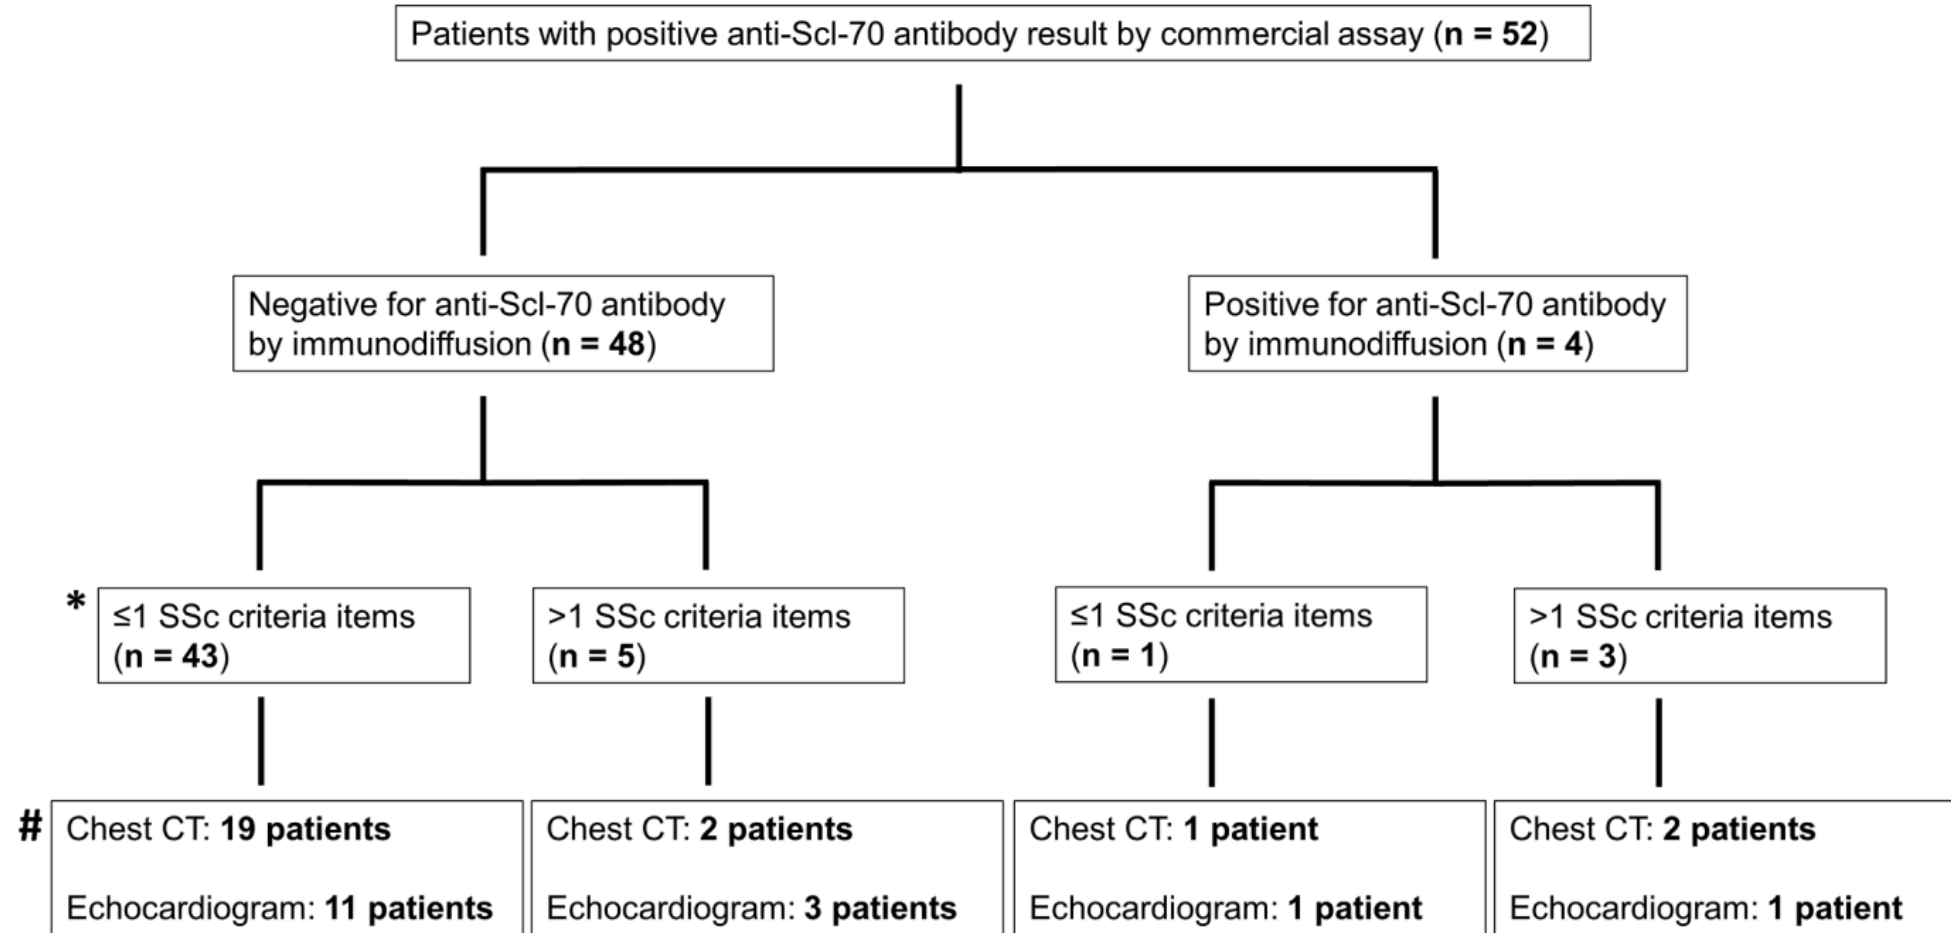 Patients with positive anti-Scl-70 antibody result by commercial assay (n = 52)
Negative for anti-Scl-70 antibody
by immunodiffusion (n = 48)
Positive for anti-Scl-70 antibody
by immunodiffusion (n = 4)
*
≤1 SSc criteria items
(n = 43)
>1 SSc criteria items
(n = 5)
≤1 SSc criteria items
(n = 1)
>1 SSc criteria items
(n = 3)
#
Chest CT: 19 patients
Echocardiogram: 11 patients
Chest CT: 2 patients
Echocardiogram: 3 patients
Chest CT: 1 patient
Echocardiogram: 1 patient
Chest CT: 2 patients
Echocardiogram: 1 patient